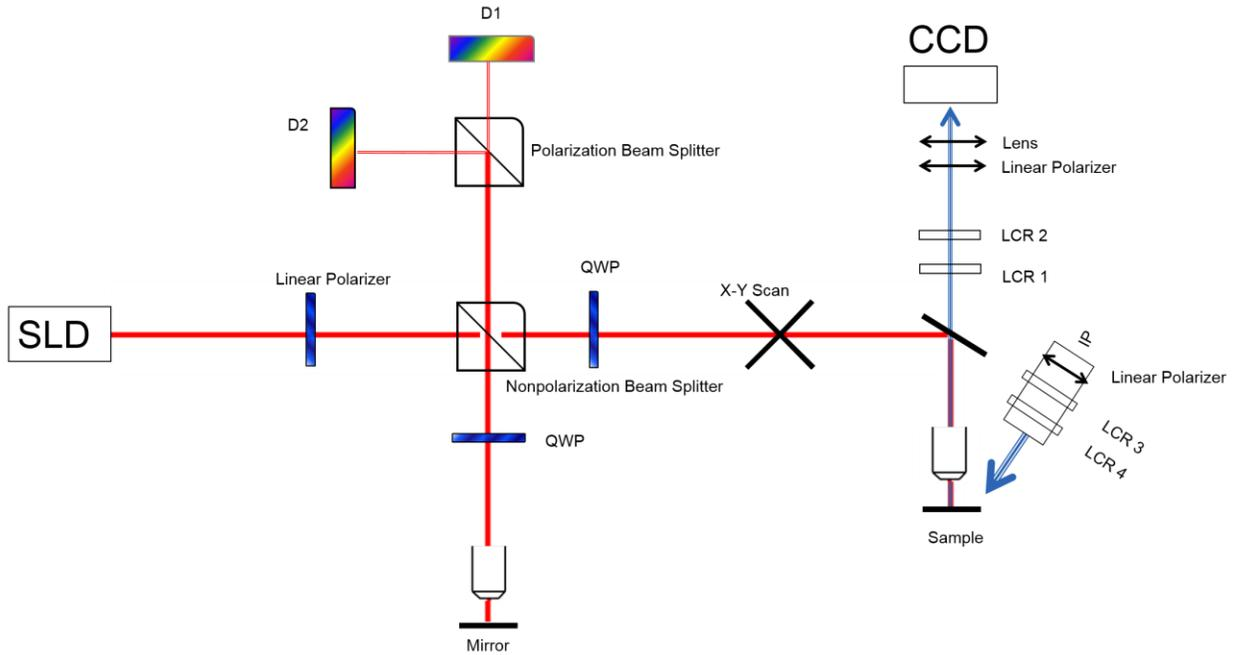 D1
CCD
D2
Polarization Beam Splitter
Lens
Linear Polarizer
LCR 2
LCR 1
QWP
Linear Polarizer
X-Y Scan
SLD
IP
Linear Polarizer
Nonpolarization Beam Splitter
LCR 3
LCR 4
QWP
Sample
Mirror